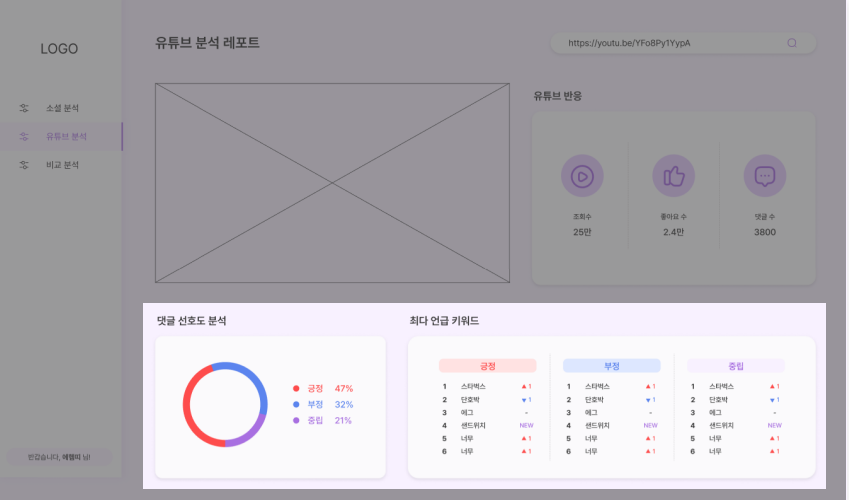 LOGO
소셜 분석
유튜브 분석
비교 분석
반갑습니다, 에형띠 님!
유튜브 분석 레포트
https://youtu.be/YFo8Py1YypA
유튜브 반응
조회수
25만
좋아요 수
2.4만
댓글 수
3800
댓글 선호도 분석
긍정 47%
부정 32%
중립 21%
최다 언급 키워드
긍정
1 스타벅스 ▲ 1
2 단호박 ▼ 1
3 에그 -
4 샌드위치 NEW
5 너무 ▲ 1
6 너무 ▲ 1
부정
1 스타벅스 ▲ 1
2 단호박 ▼ 1
3 에그 -
4 샌드위치 NEW
5 너무 ▲ 1
6 너무 ▲ 1
중립
1 스타벅스 ▲ 1
2 단호박 ▼ 1
3 에그 -
4 샌드위치 NEW
5 너무 ▲ 1
6 너무 ▲ 1